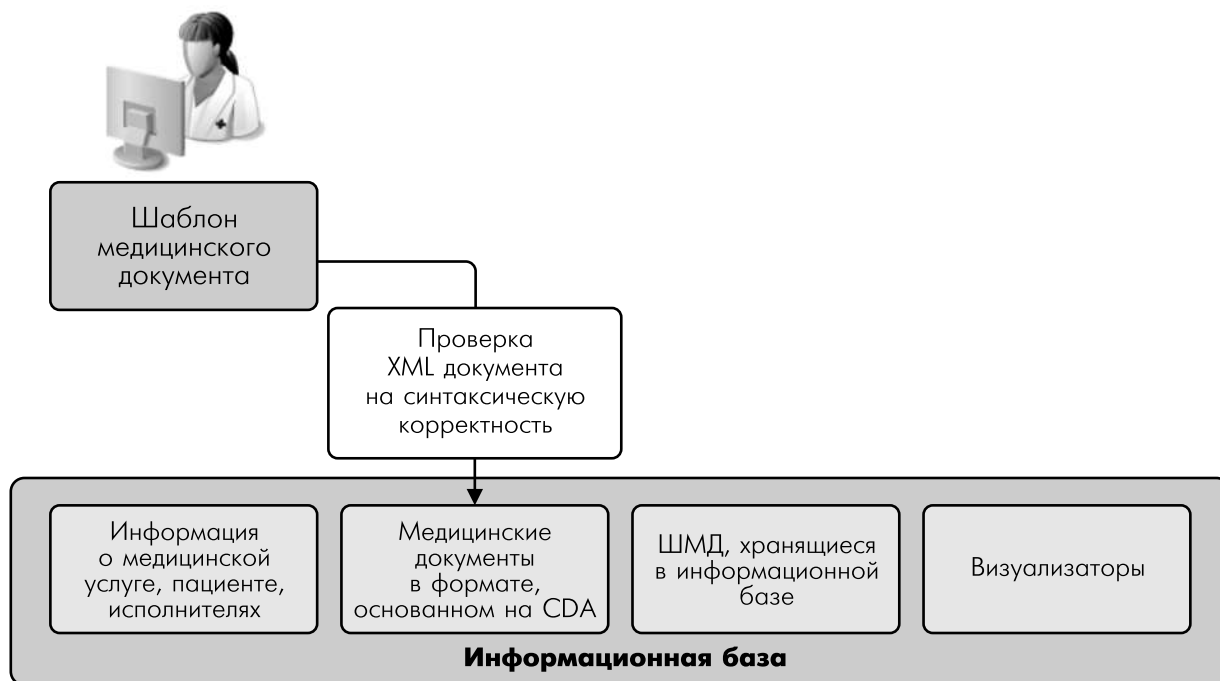 Шаблон
медицинского
документа
Проверка
XML документа
на синтаксическую
корректность
Информация
о медицинской
услуге, пациенте,
исполнителях
Медицинские
документы
в формате,
основанном на CDA
ШМД, хранящиеся
в информационной
базе
Визуализаторы
Информационная база